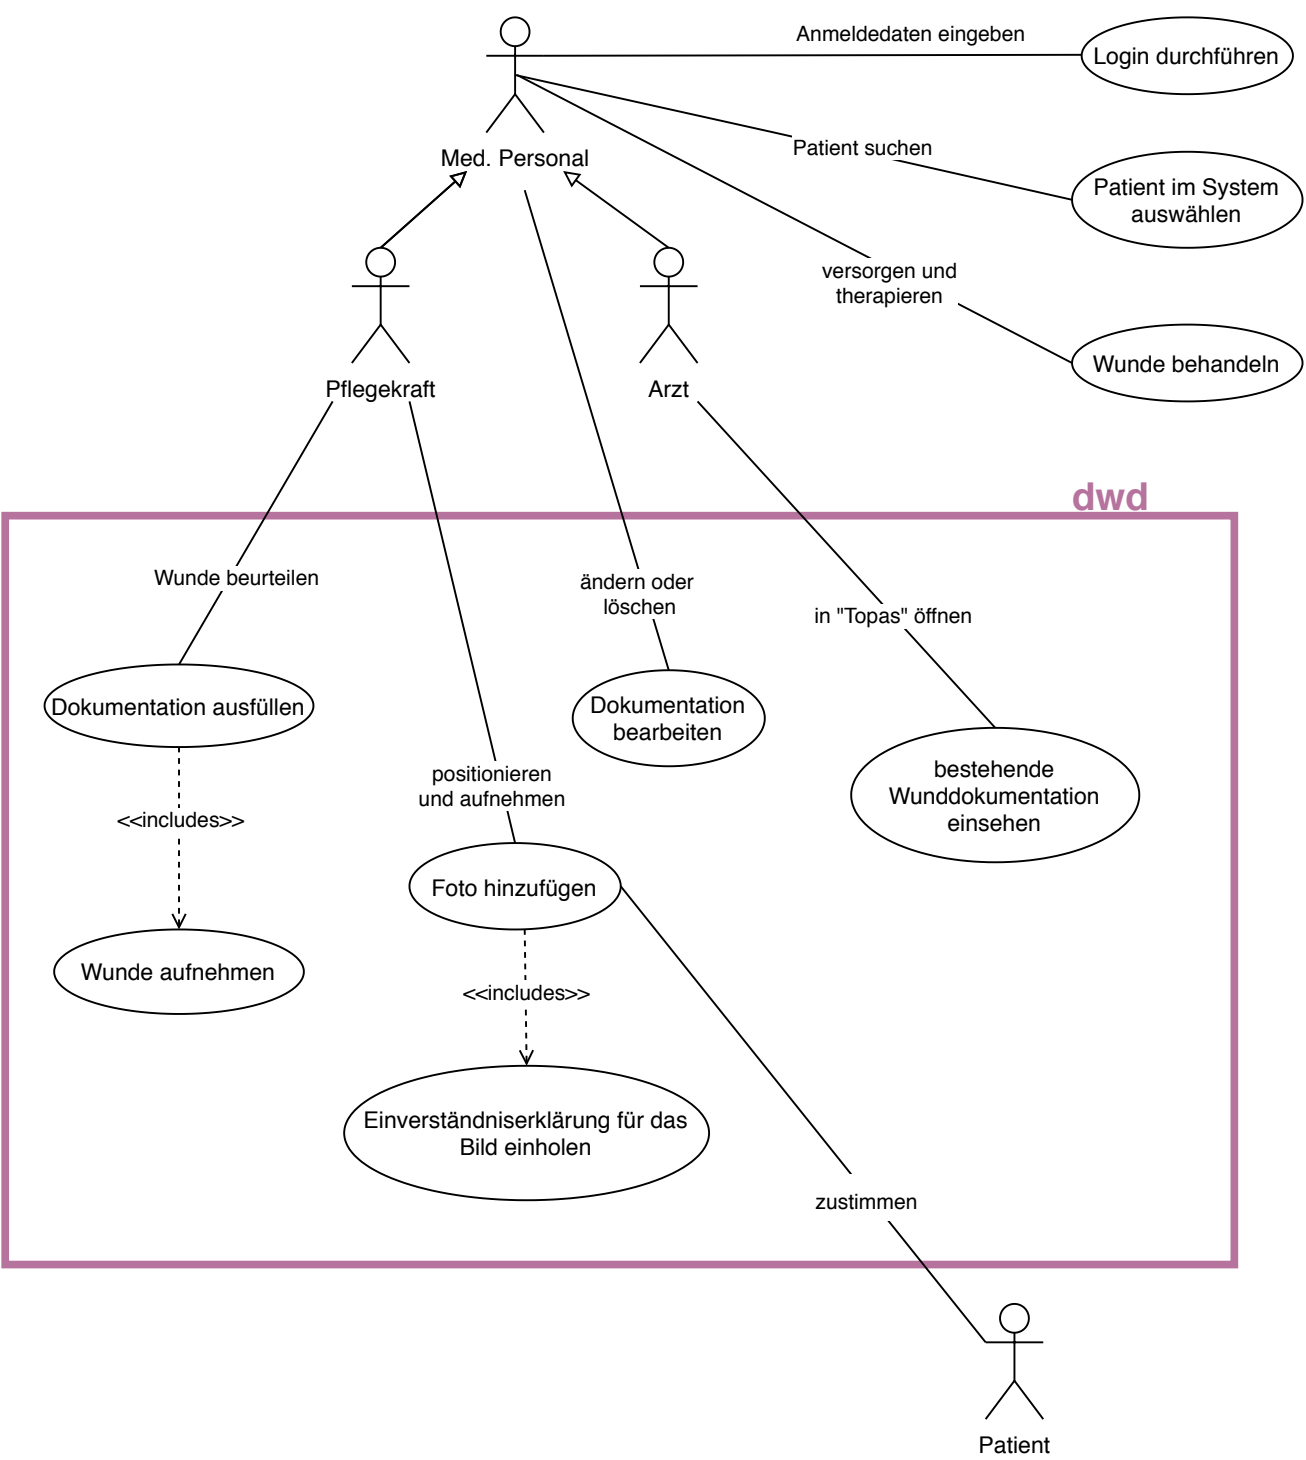 Anmeldedaten eingeben
Login durchführen
Med. Personal
Patient suchen
Patient im System
auswählen
versorgen und
therapieren
Wunde behandeln
Pflegekraft
Arzt
dwd
Wunde beurteilen
ändern oder
löschen
in "Topas" öffnen
Dokumentation ausfüllen
Dokumentation
bearbeiten
bestehende
Wunddokumentation
einsehen
positionieren
und aufnehmen
<<includes>>
Foto hinzufügen
Wunde aufnehmen
<<includes>>
Einverständniserklärung für das
Bild einholen
zustimmen
Patient